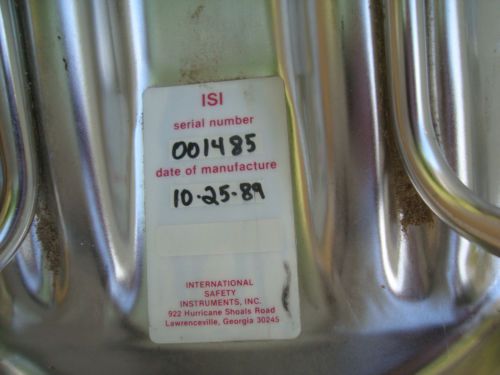 ISI
serial number
001485
date of manufacture
10-25-89
INTERNATIONAL
SAFETY
INSTRUMENTS, INC.
922 Hurricane Shoals Road
Lawrenceville, Georgia 30245